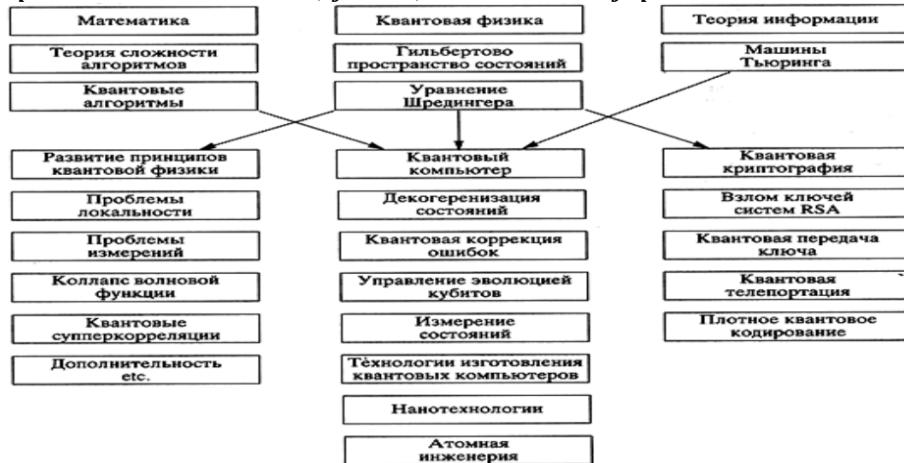 Математика
Квантовая физика
Теория информации
Теория сложности
алгоритмов
Гильбертово
пространство состояний
Машины
Тьюринга
Квантовые
алгоритмы
Уравнение
Шредингера
Развитие принципов
квантовой физики
Квантовый
компьютер
Квантовая
криптография
Проблемы
локальности
Декогеренизация
состояний
Взлом ключей
систем RSA
Проблемы
измерений
Квантовая коррекция
ошибок
Квантовая передача
ключа
Коллапс волновой
функции
Управление эволюцией
кубитов
Квантовая
телепортация
Квантовые
супперкорреляции
Измерение
состояний
Плотное квантовое
кодирование
Дополнительность
etc.
Технологии изготовления
квантовых компьютеров
Нанотехнологии
Атомная
инженерия